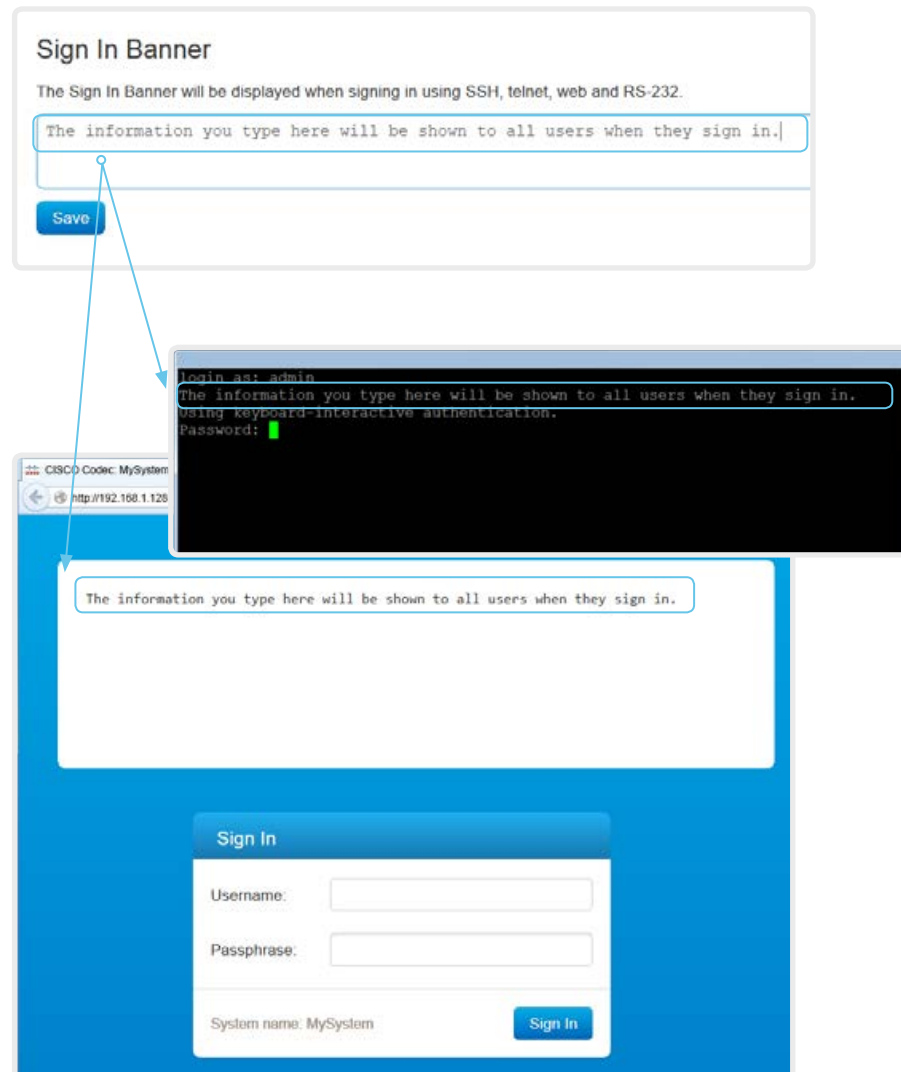 Sign In Banner
The Sign In Banner will be displayed when signing in using SSH, telnet, web and RS-232.
The information you type here will be shown to all users when they sign in.
Save
login as: admin
The information you type here will be shown to all users when they sign in.
Using keyboard-interactive authentication.
Password:
CISCO Codec: MySystem
http://192.168.1.128
The information you type here will be shown to all users when they sign in.
Sign In
Username:
Passphrase:
System name: MySystem
Sign In